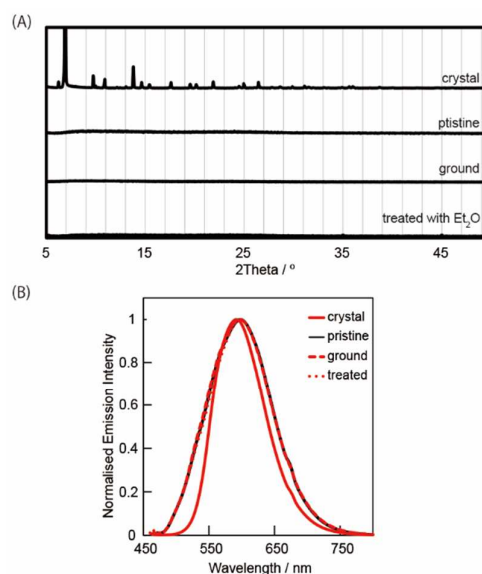 (A)
crystal
ptistine
ground
treated with Et₂O
5 15 25 35 45
2Theta / º
(B)
1
0.8
0.6
0.4
0.2
0
Normalised Emission Intensity
crystal
pristine
ground
treated
450 550 650 750
Wavelength / nm